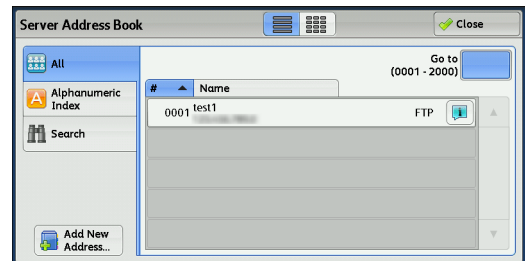 Server Address Book
Close
All
Alphanumeric
Index
Search
Add New
Address...
Go to
(0001 - 2000)
# Name
0001 test1 FTP